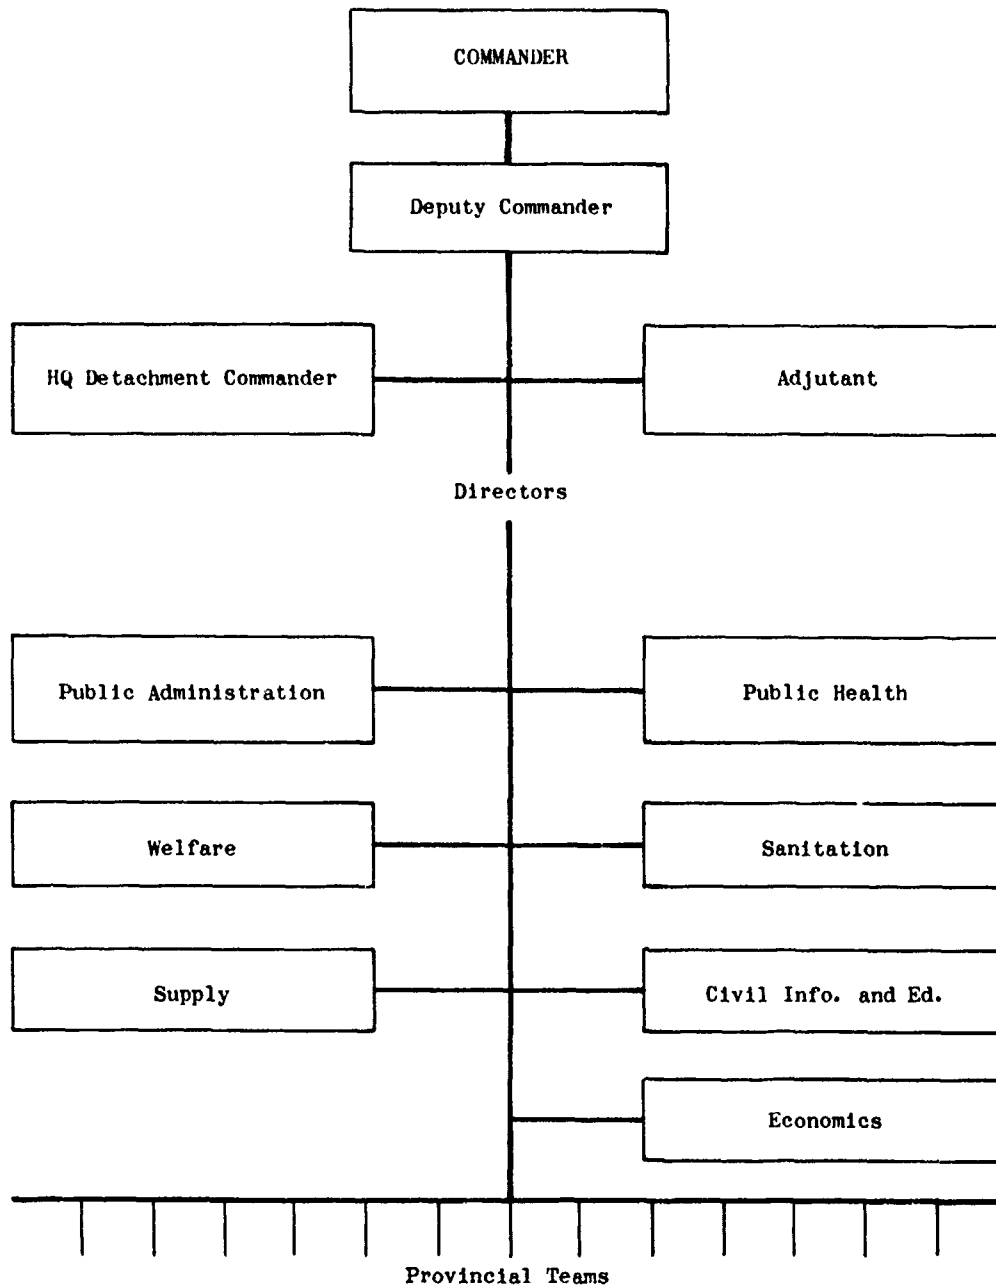 COMMANDER
Deputy Commander
HQ Detachment Commander
Adjutant
Directors
Public Administration
Public Health
Welfare
Sanitation
Supply
Civil Info. and Ed.
Economics
Provincial Teams